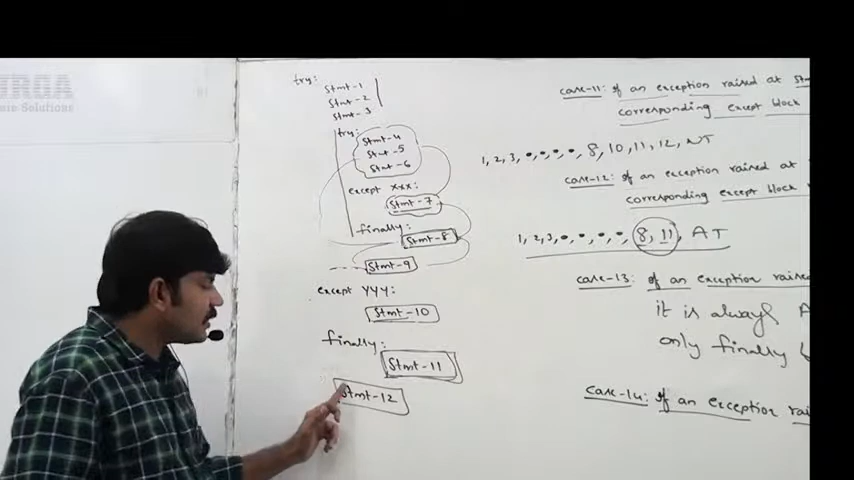 URGA
Solutions
try:
stmt-1
stmt-2
stmt-3
try:
stmt-4
stmt-5
stmt-6
except xxx:
stmt-7
finally:
stmt-8
stmt-9
except YYY:
stmt-10
finally:
stmt-11
stmt-12
case-11: if an exception raised at
corresponding except block
1, 2, 3, •, •, •, •, 8, 10, 11, 12, NT
case-12: if an exception raised at
corresponding except block
1, 2, 3, •, •, •, •, 8, 11, AT
case-13: if an exception raise
it is always A
only finally
case-14: if an exception rai